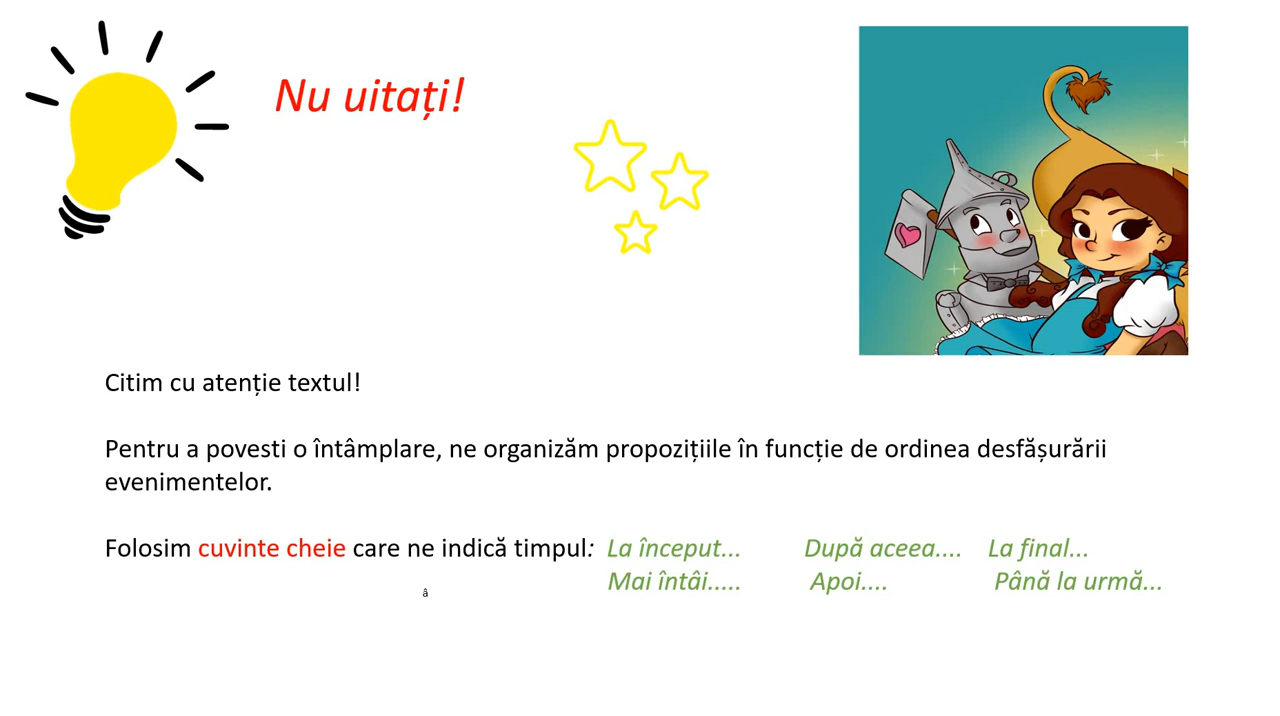 Nu uitați!
Citim cu atenție textul!
Pentru a povesti o întâmplare, ne organizăm propozițiile în funcție de ordinea desfășurării
evenimentelor.
Folosim cuvinte cheie care ne indică timpul: La început... După aceea.... La final...
Mai întâi..... Apoi.... Până la urmă...
â